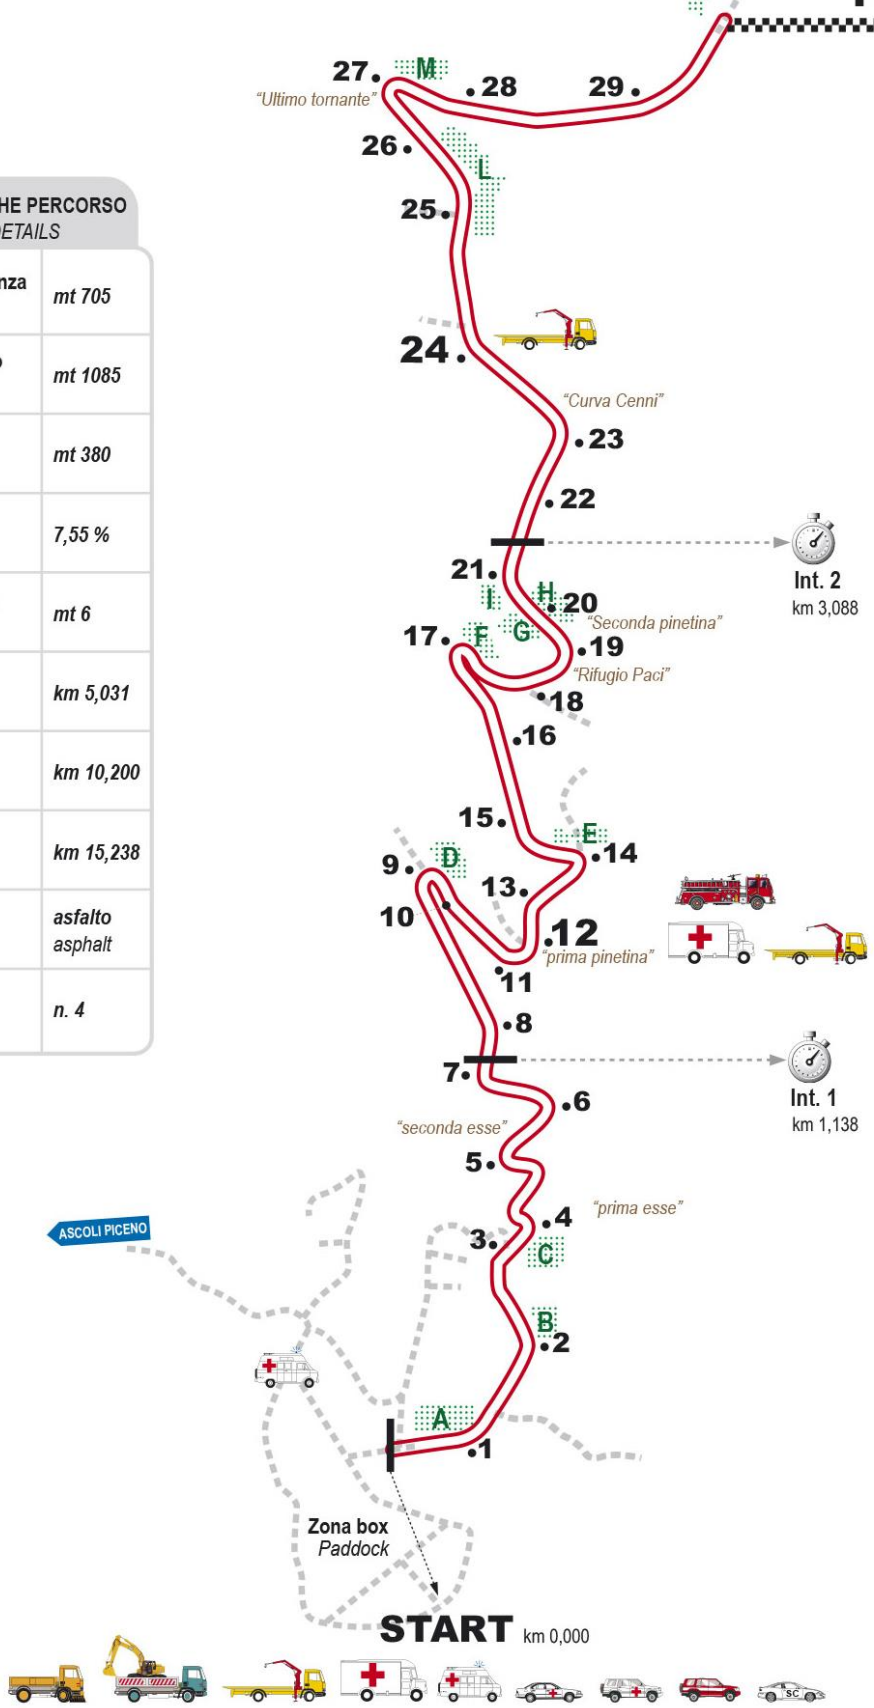 27
M
28
29
“Ultimo tornante”
26
L
25
HE PERCORSO
ETAILS
nza
mt 705
mt 1085
mt 380
7,55 %
mt 6
km 5,031
km 10,200
km 15,238
asfalto
asphalt
n. 4
24
“Curva Cenni”
23
22
21
Int. 2
km 3,088
I
H
20
“Seconda pinetina”
17
F
G
19
“Rifugio Paci”
18
16
15
E
14
9
D
13
10
12
“prima pinetina”
11
8
7
Int. 1
km 1,138
6
“seconda esse”
5
“prima esse”
4
3
C
ASCOLI PICENO
B
2
A
1
Zona box
Paddock
START km 0,000
SC